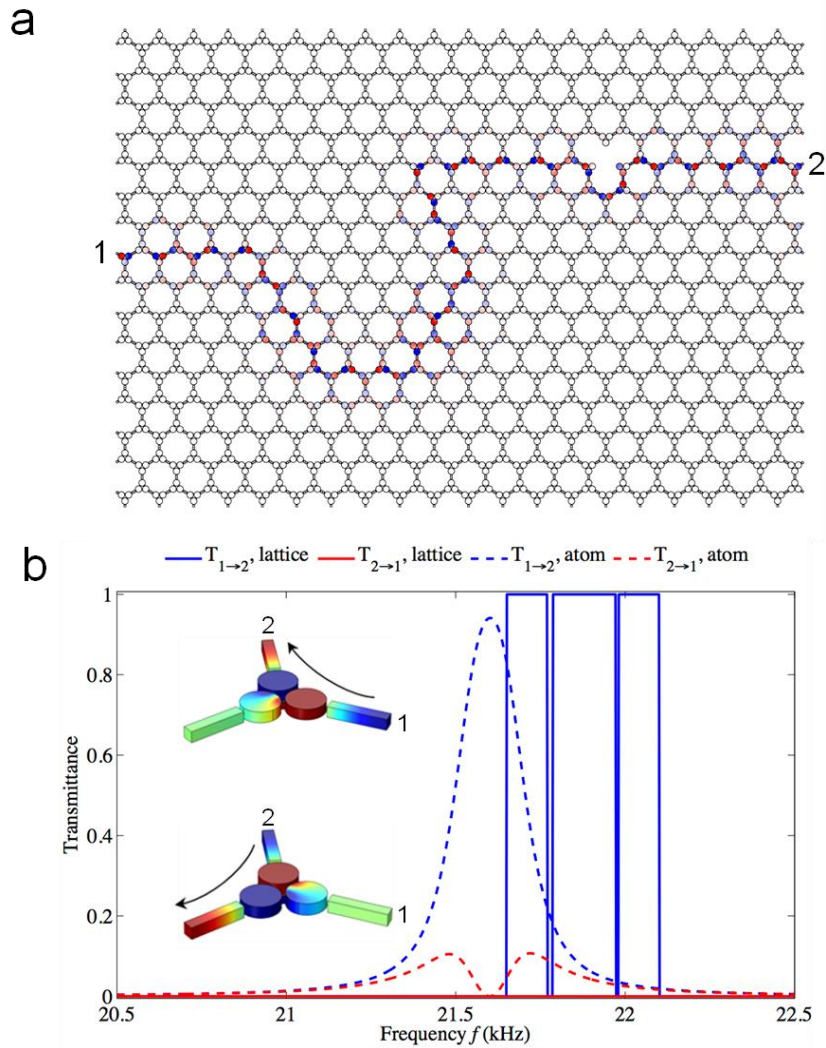 a
1
2
b
T1→2, lattice T2→1, lattice T1→2, atom T2→1, atom
1
0.8
0.6
0.4
0.2
0
Transmittance
2
1
2
1
20.5 21 21.5 22 22.5
Frequency f (kHz)